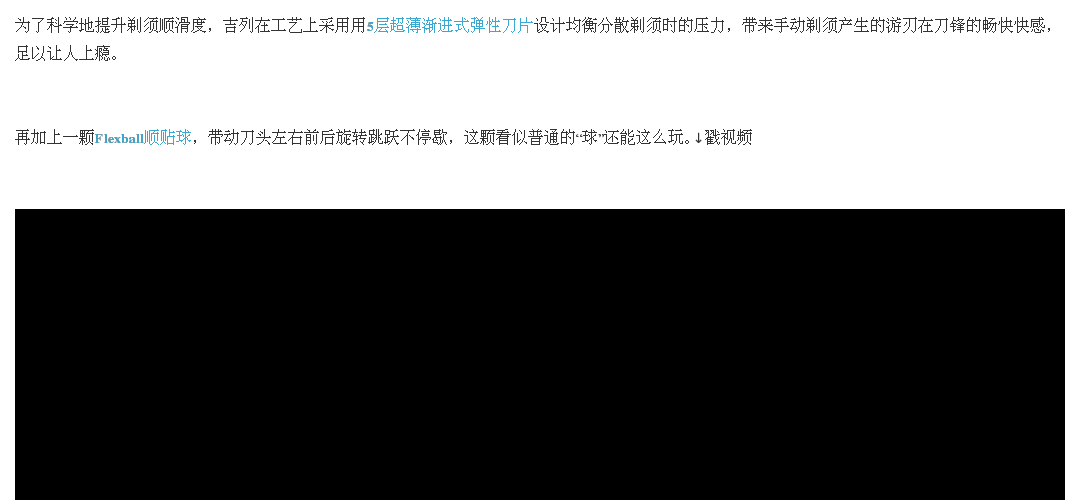 为了科学地提升剃须顺滑度，吉列在工艺上采用用5层超薄渐进式弹性刀片设计均衡分散剃须时的压力，带来手动剃须产生的游刃在刀锋的畅快快感，
足以让人上瘾。
再加上一颗Flexball顺贴球，带动刀头左右前后旋转跳跃不停歇，这颗看似普通的“球”还能这么玩。↓戳视频